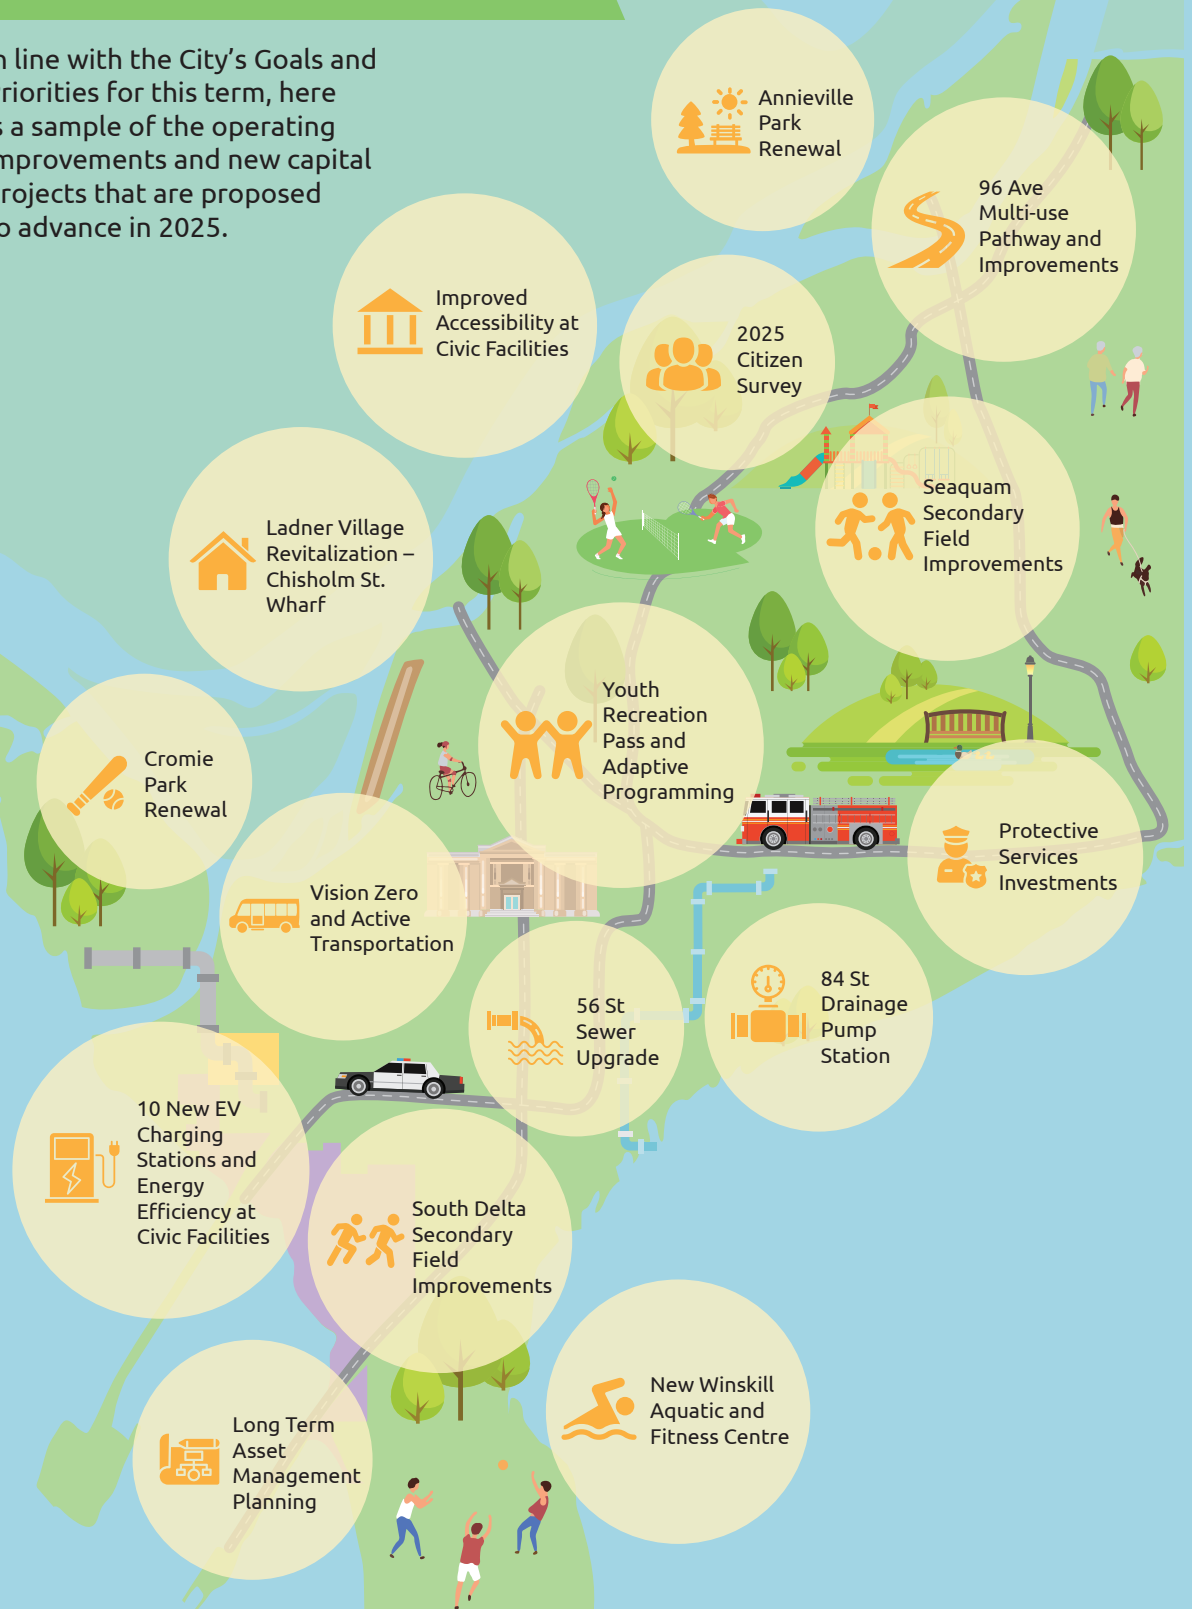 n line with the City's Goals and
riorities for this term, here
s a sample of the operating
mprovements and new capital
rojects that are proposed
o advance in 2025.
Annieville
Park
Renewal
96 Ave
Multi-use
Pathway and
Improvements
Improved
Accessibility at
Civic Facilities
2025
Citizen
Survey
Seaquam
Secondary
Field
Improvements
Ladner Village
Revitalization –
Chisholm St.
Wharf
Youth
Recreation
Pass and
Adaptive
Programming
Cromie
Park
Renewal
Protective
Services
Investments
Vision Zero
and Active
Transportation
56 St
Sewer
Upgrade
84 St
Drainage
Pump
Station
10 New EV
Charging
Stations and
Energy
Efficiency at
Civic Facilities
South Delta
Secondary
Field
Improvements
New Winskill
Aquatic and
Fitness Centre
Long Term
Asset
Management
Planning